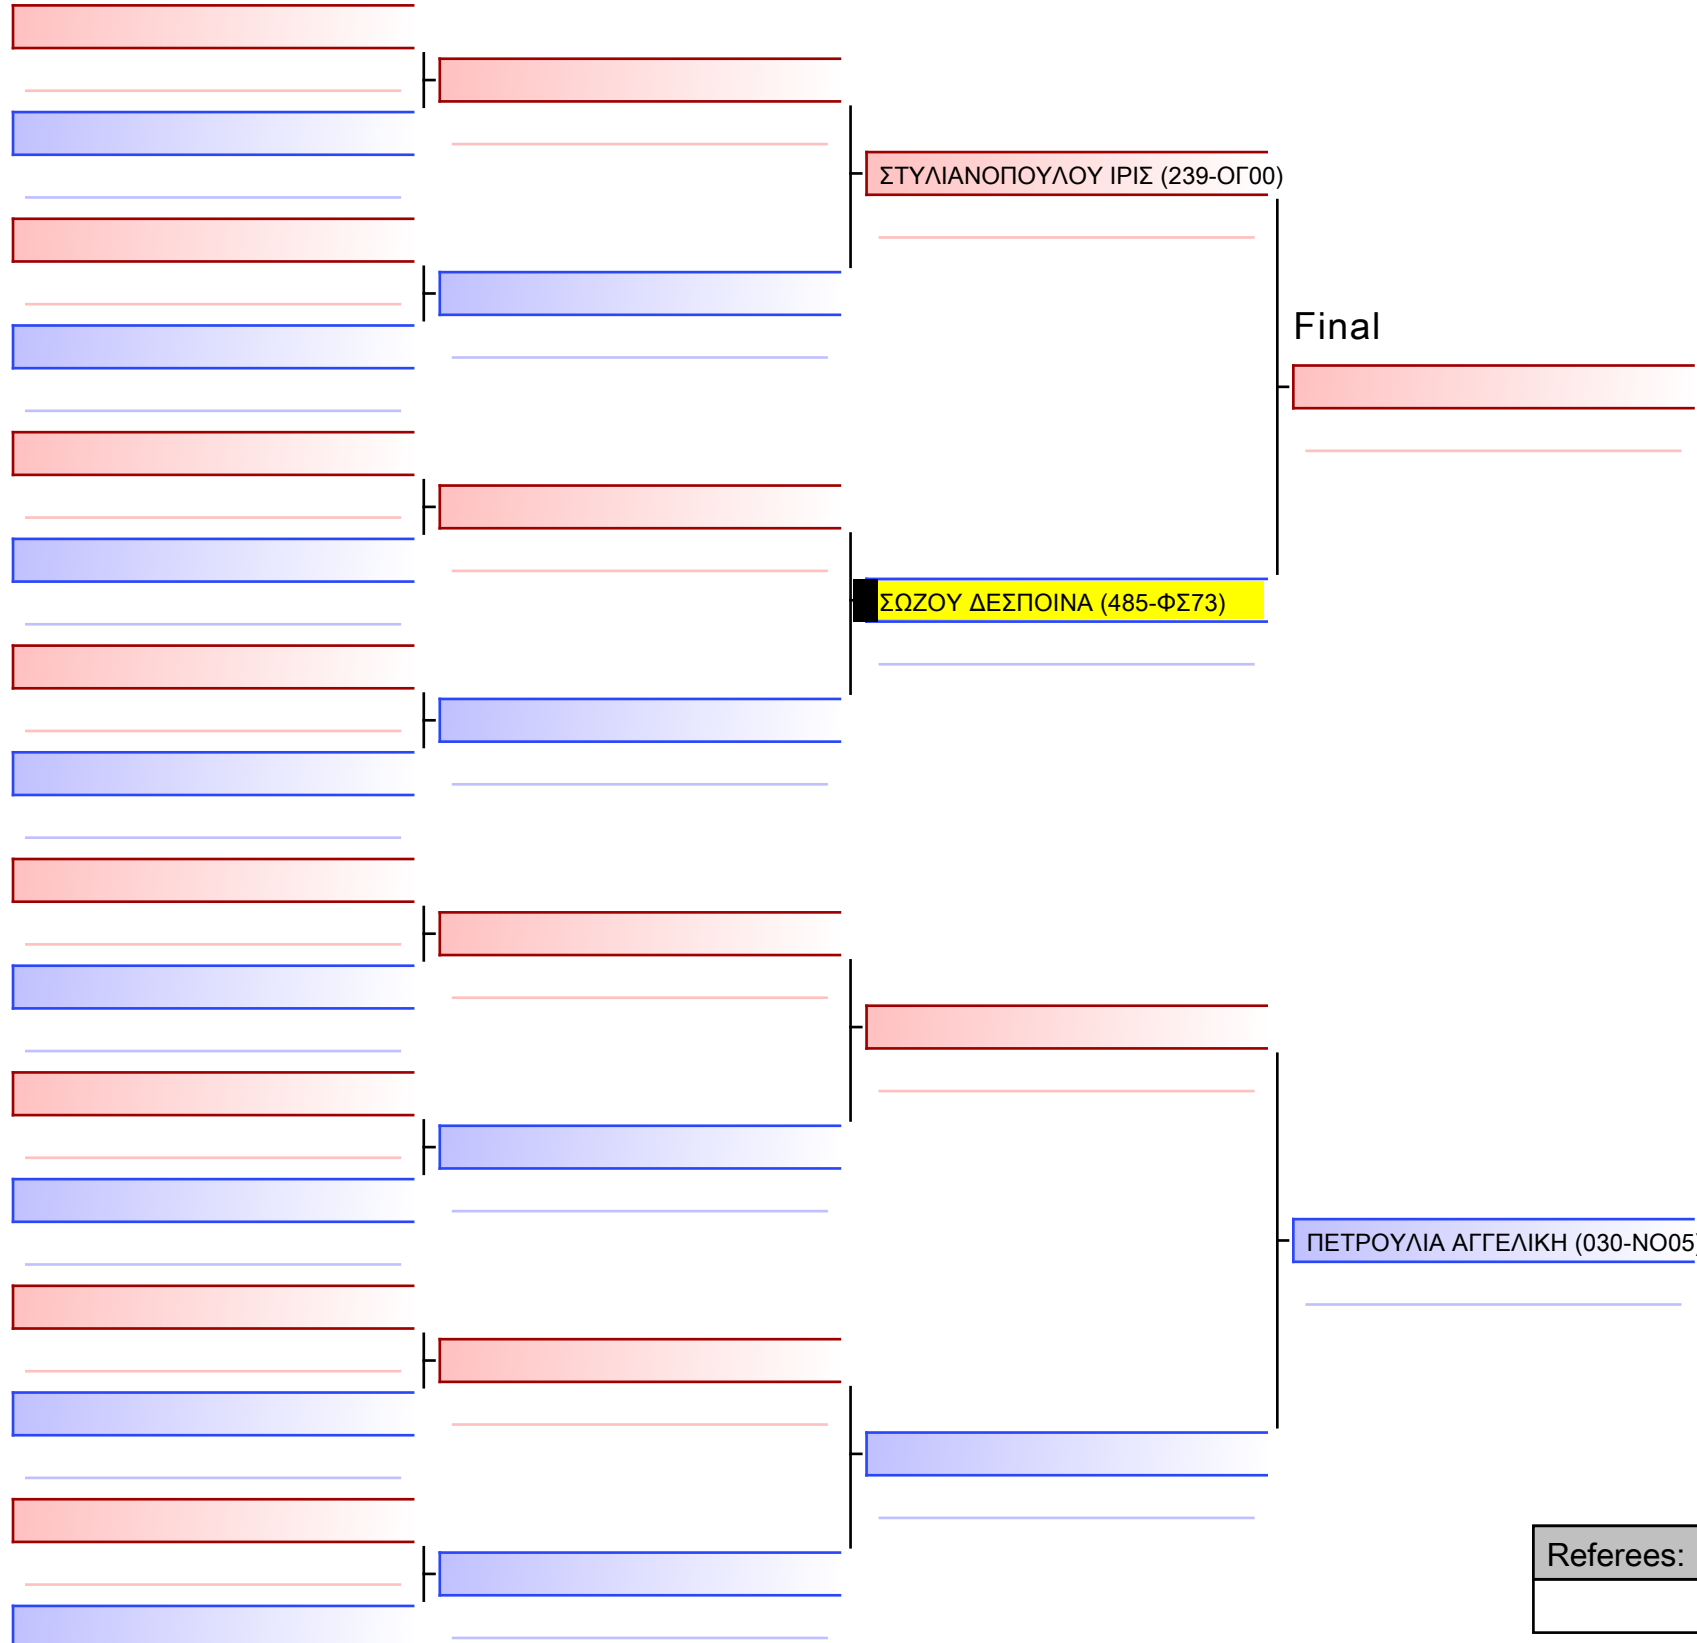 ΣΤΥΛΙΑΝΟΠΟΥΛΟΥ ΙΡΙΣ (239-ΟΓ00)
Final
ΣΩΖΟΥ ΔΕΣΠΟΙΝΑ (485-ΦΣ73)
ΠΕΤΡΟΥΛΙΑ ΑΓΓΕΛΙΚΗ (030-ΝΟ05)
Referees: